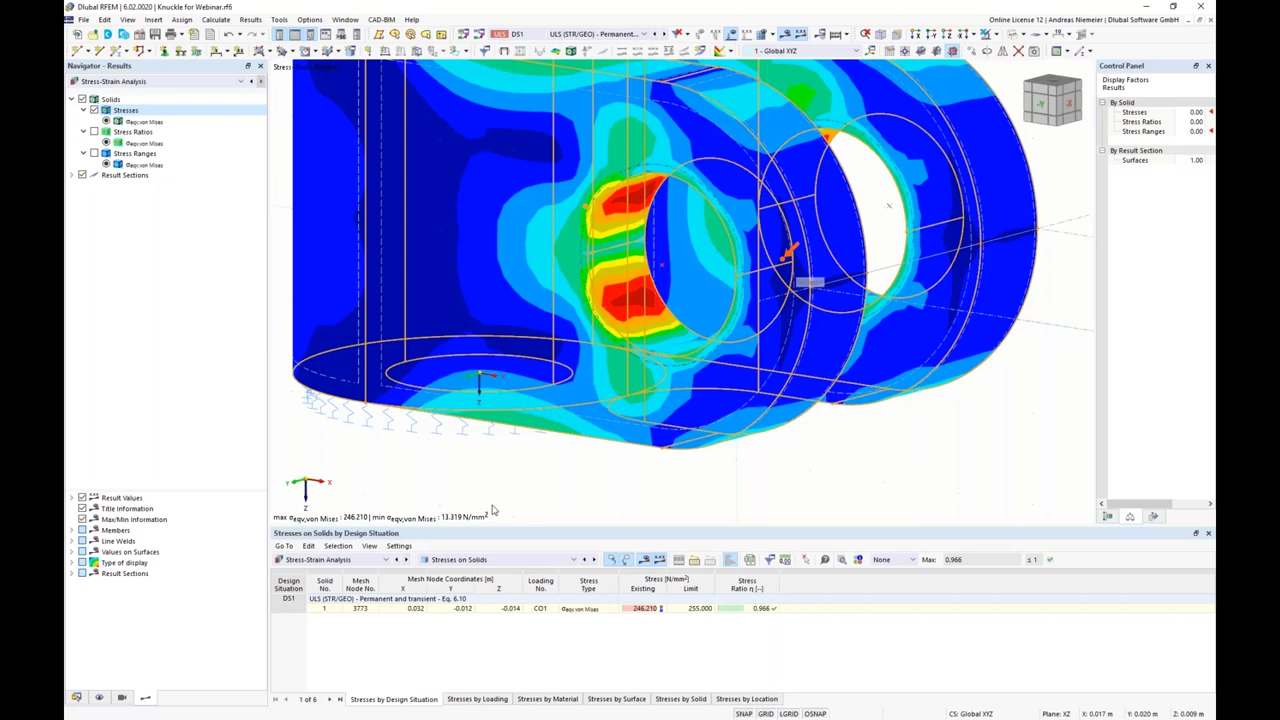 Dlubal RFEM | 6.02.0020 | Knuckle for Webinar.rf6
File Edit View Insert Assign Calculate Results Tools Options Window CAD-BIM Help
Online License 12 | Andreas Niemeier | Dlubal Software GmbH
ULS DS1 ULS (STR/GEO) - Permanent...
1 - Global XYZ
Navigator - Results
Stress-Strain Analysis
Solids
Stresses
σeqv,von Mises
Stress Ratios
σeqv,von Mises
Stress Ranges
σeqv,von Mises
Result Sections
Result Values
Title Information
Max/Min Information
Members
Line Welds
Values on Surfaces
Type of display
Result Sections
-Y -X
Z
Y X
Z
max σeqv,von Mises : 246.210 | min σeqv,von Mises : 13.319 N/mm²
Control Panel
Display Factors
Results
By Solid
Stresses 0.00
Stress Ratios 0.00
Stress Ranges 0.00
By Result Section
Surfaces 1.00
Stresses on Solids by Design Situation
Go To Edit Selection View Settings
Stress-Strain Analysis Stresses on Solids None Max: 0.966 ≤ 1
Design Situation Solid No. Mesh Node No. Mesh Node Coordinates [m] X Y Z Loading No. Stress Type Stress [N/mm²] Existing Limit Stress Ratio η [--]
DS1 ULS (STR/GEO) - Permanent and transient - Eq. 6.10
1 3773 0.032 -0.012 -0.014 CO1 σeqv,von Mises 246.210 255.000 0.966
1 of 6 Stresses by Design Situation Stresses by Loading Stresses by Material Stresses by Surface Stresses by Solid Stresses by Location
SNAP GRID LGRID OSNAP CS: Global XYZ Plane: XZ X: 0.017 m Y: 0.020 m Z: 0.009 m